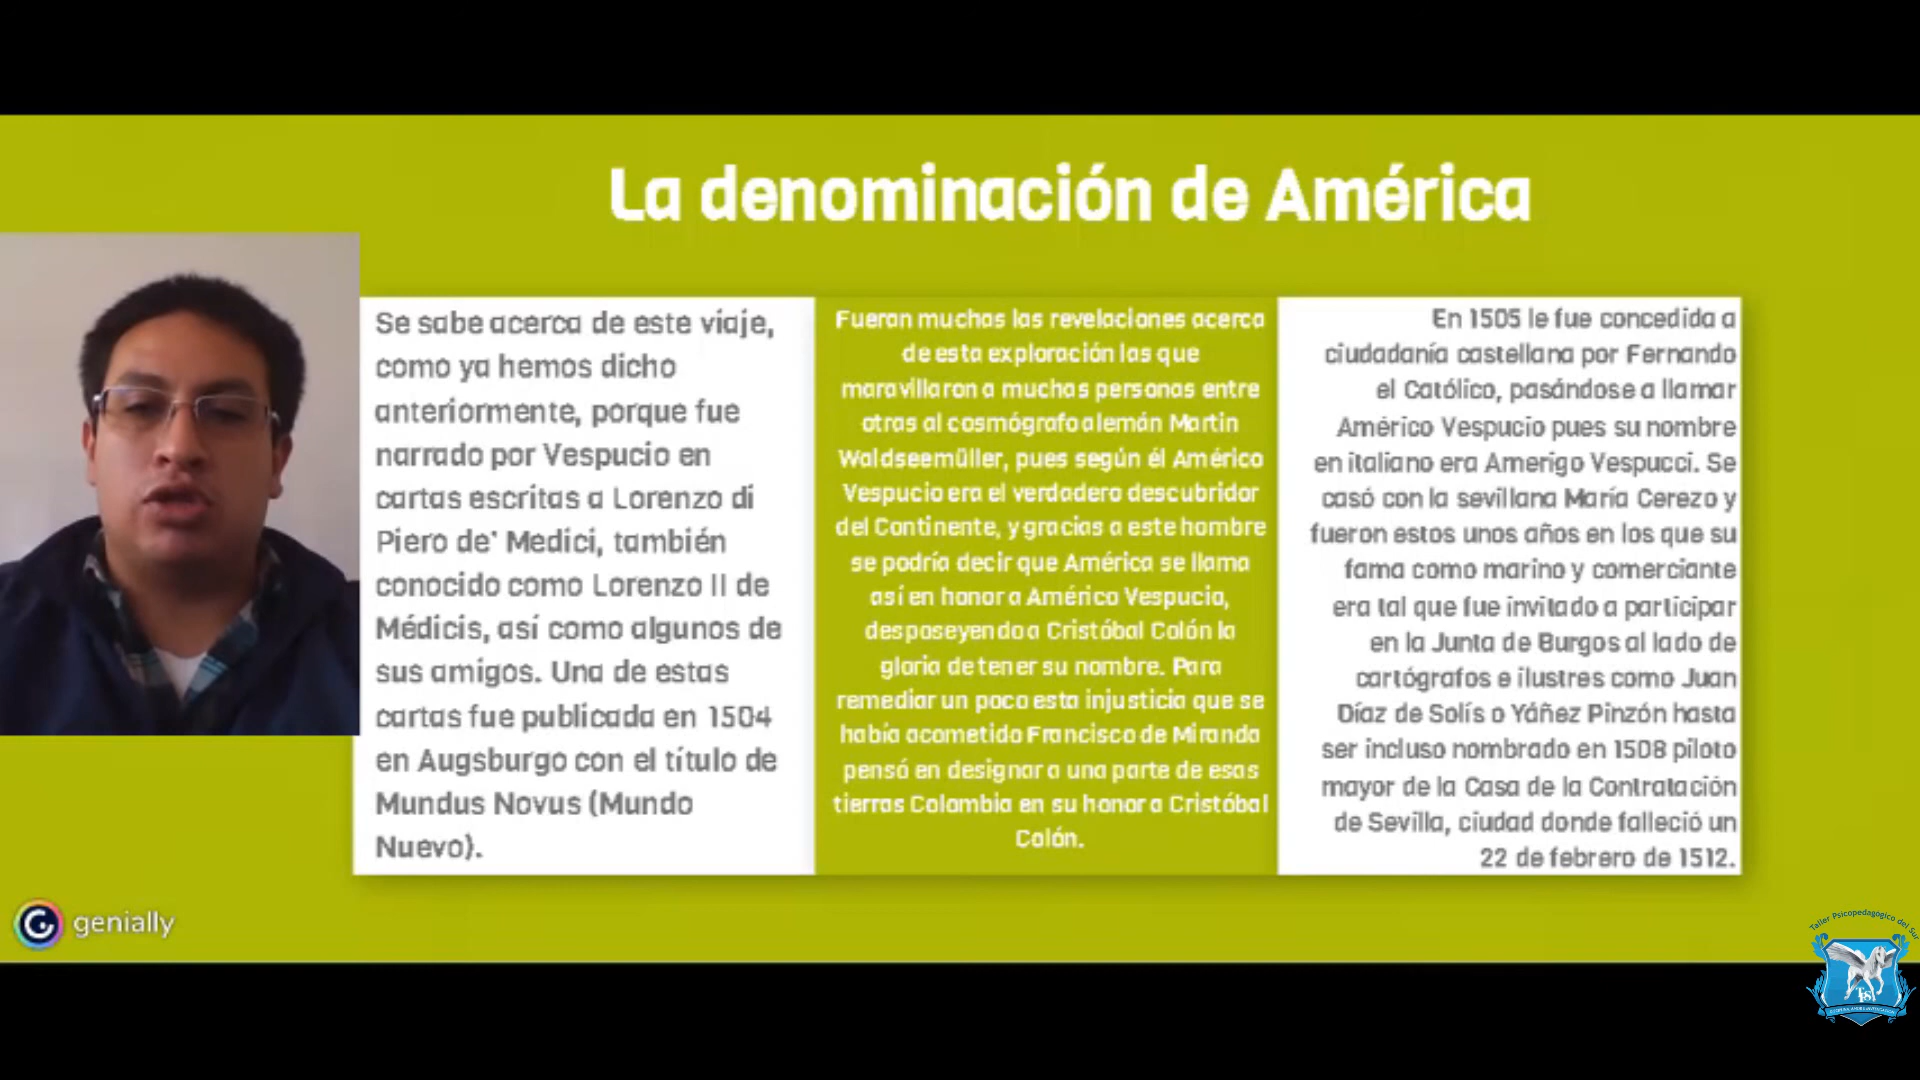 La denominación de América
Se sabe acerca de este viaje,
como ya hemos dicho
anteriormente, porque fue
narrado por Vespucio en
cartas escritas a Lorenzo di
Piero de' Medici, también
conocido como Lorenzo II de
Médicis, así como algunos de
sus amigos. Una de estas
cartas fue publicada en 1504
en Augsburgo con el título de
Mundus Novus (Mundo
Nuevo).
Fueron muchas las revelaciones acerca
de esta exploración las que
maravillaron a muchas personas entre
otras al cosmógrafo alemán Martin
Waldseemüller, pues según él Américo
Vespucio era el verdadero descubridor
del Continente, y gracias a este hombre
se podría decir que América se llama
así en honor a Américo Vespucio,
desposeyendo a Cristóbal Colón la
gloria de tener su nombre. Para
remediar un poco esta injusticia que se
había acometido Francisco de Miranda
pensó en designar a una parte de esas
tierras Colombia en su honor a Cristóbal
Colón.
En 1505 le fue concedida a
ciudadanía castellana por Fernando
el Católico, pasándose a llamar
Américo Vespucio pues su nombre
en italiano era Amerigo Vespucci. Se
casó con la sevillana María Cerezo y
fueron estos unos años en los que su
fama como marino y comerciante
era tal que fue invitado a participar
en la Junta de Burgos al lado de
cartógrafos e ilustres como Juan
Díaz de Solís o Yáñez Pinzón hasta
ser incluso nombrado en 1508 piloto
mayor de la Casa de la Contratación
de Sevilla, ciudad donde falleció un
22 de febrero de 1512.
genially
Taller Psicopedagógico del Sur
TPS